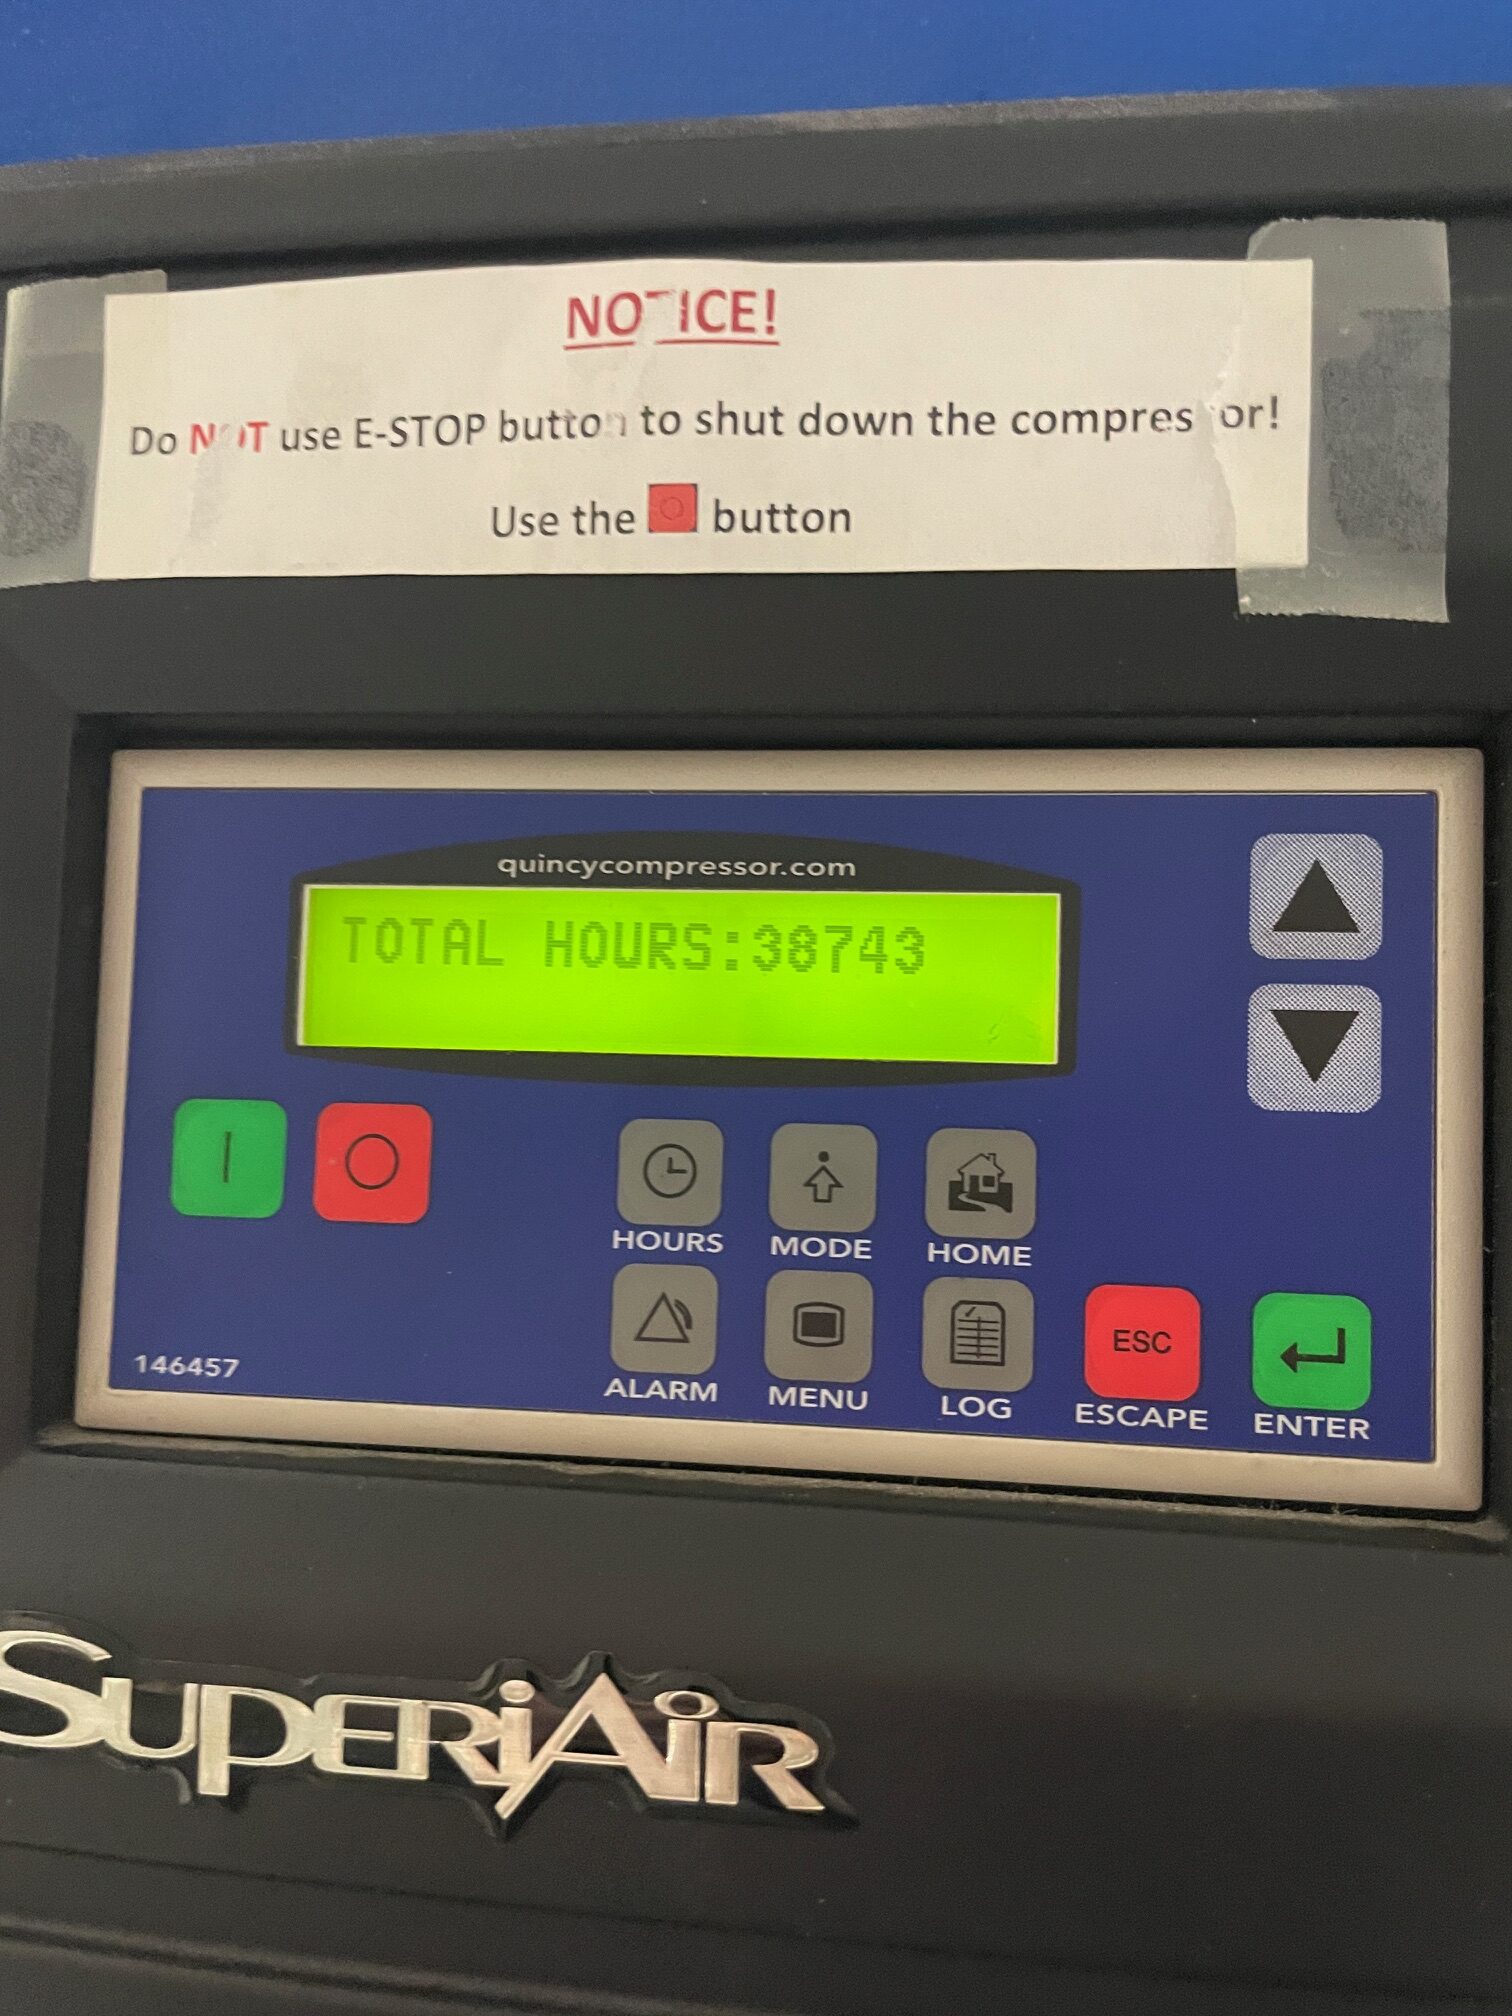 NOTICE!
Do NOT use E-STOP button to shut down the compressor!
Use the button
quincycompressor.com
TOTAL HOURS:38743
HOURS
MODE
HOME
ALARM
MENU
LOG
ESC
ESCAPE
ENTER
146457
SUPERiAiR